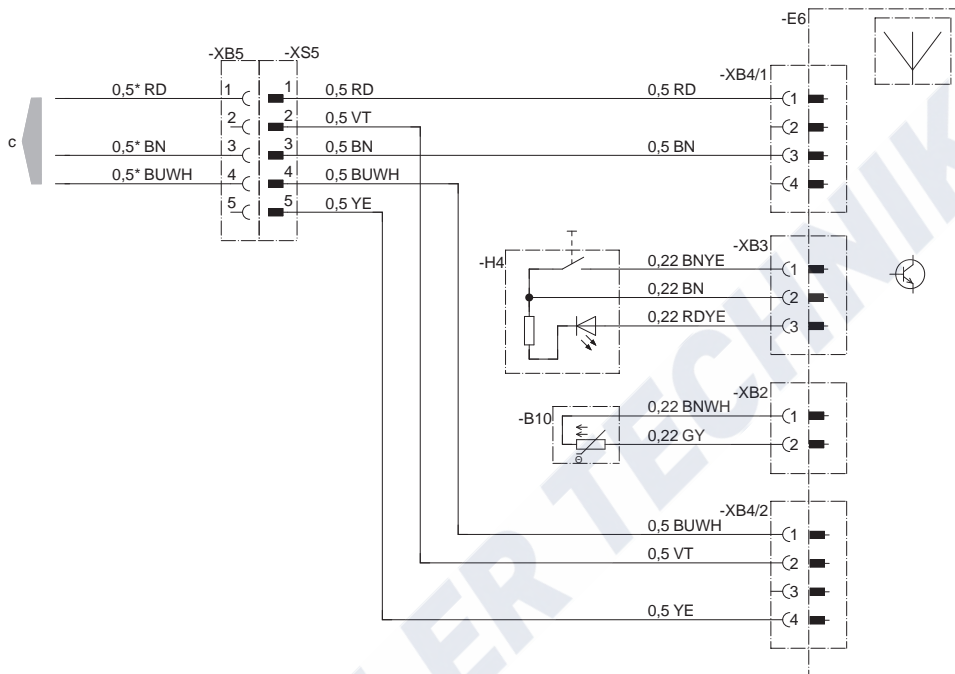 -E6
-XB5 -XS5
-XB4/1
0,5* RD 1 1 0,5 RD 0,5 RD 1
2 2 0,5 VT 2
c 0,5* BN 3 3 0,5 BN 0,5 BN 3
0,5* BUWH 4 4 0,5 BUWH 4
5 5 0,5 YE
-XB3
-H4 0,22 BNYE 1
0,22 BN 2
0,22 RDYE 3
-XB2
-B10 0,22 BNWH 1
0,22 GY 2
Θ
-XB4/2
0,5 BUWH 1
0,5 VT 2
3
0,5 YE 4
LER TECHNIK